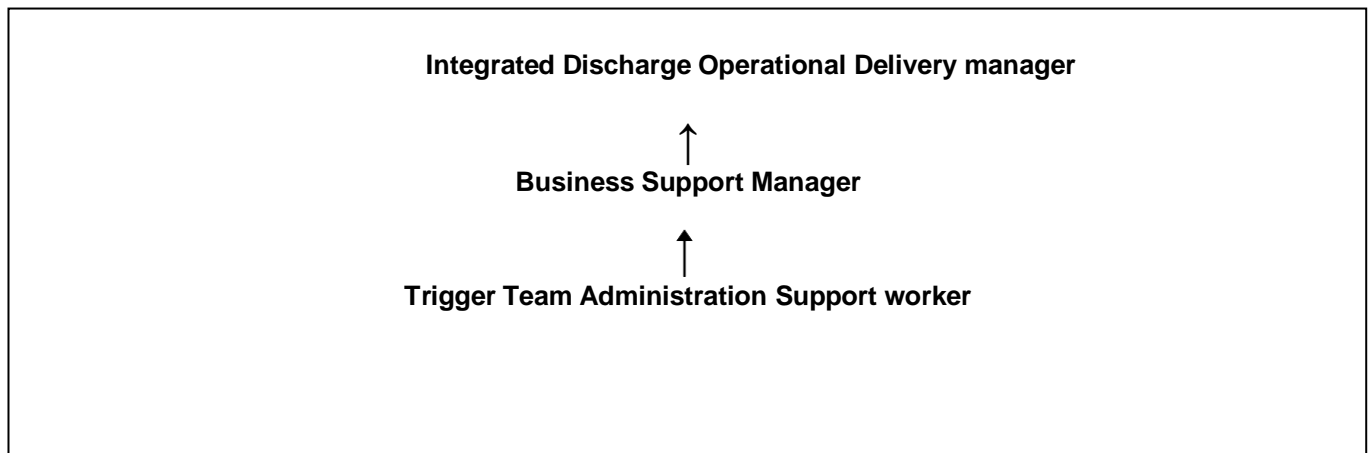 Integrated Discharge Operational Delivery manager
Business Support Manager
Trigger Team Administration Support worker